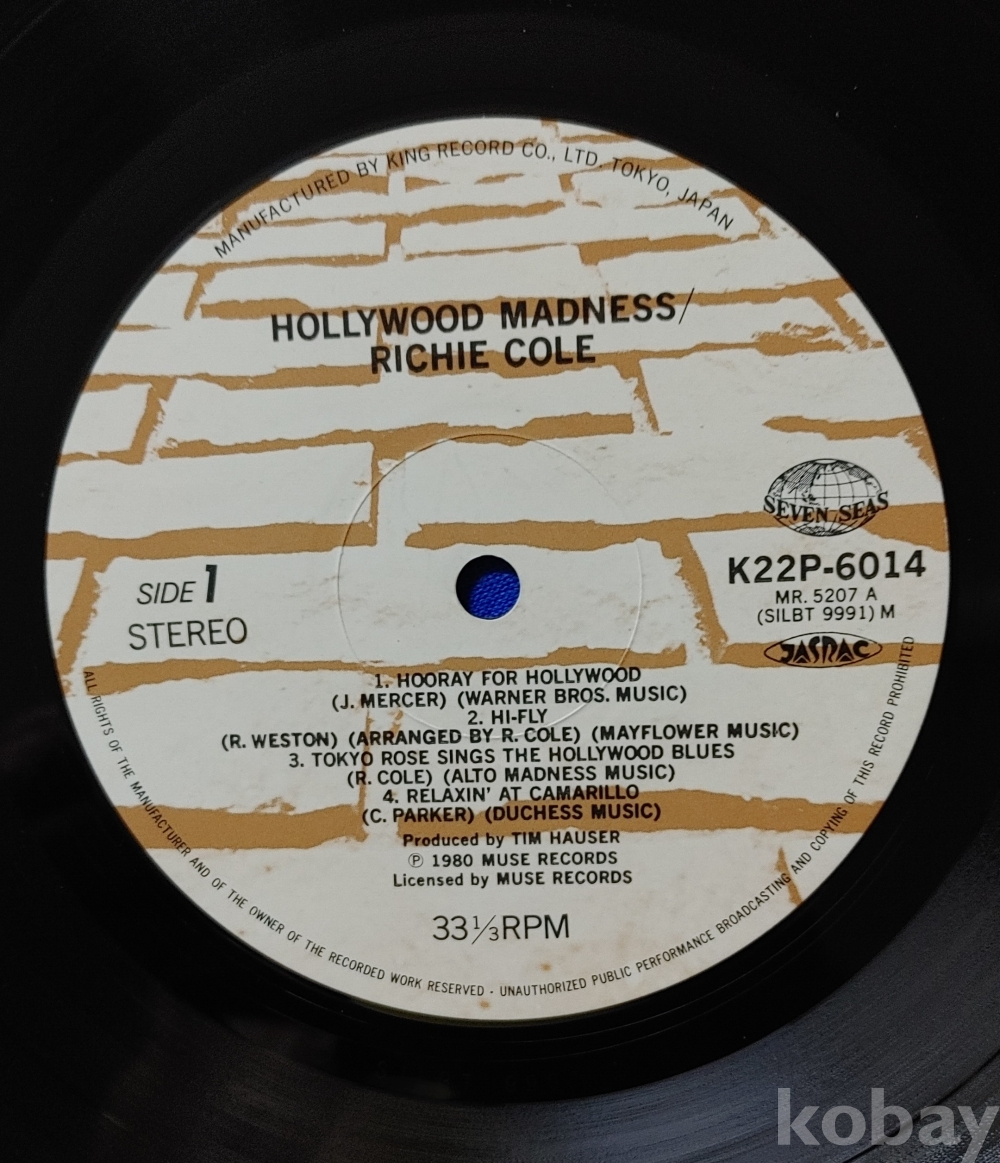 MANUFACTURED BY KING RECORD CO., LTD. TOKYO, JAPAN
HOLLYWOOD MADNESS/
RICHIE COLE
SEVEN SEAS
K22P-6014
MR. 5207 A
(SILBT 9991) M
JASRAC
SIDE 1
STEREO
1. HOORAY FOR HOLLYWOOD
(J. MERCER) (WARNER BROS. MUSIC)
2. HI-FLY
(R. WESTON) (ARRANGED BY R. COLE) (MAYFLOWER MUSIC)
3. TOKYO ROSE SINGS THE HOLLYWOOD BLUES
(R. COLE) (ALTO MADNESS MUSIC)
4. RELAXIN' AT CAMARILLO
(C. PARKER) (DUCHESS MUSIC)
Produced by TIM HAUSER
℗ 1980 MUSE RECORDS
Licensed by MUSE RECORDS
33⅓RPM
ALL RIGHTS OF THE MANUFACTURER AND OF THE OWNER OF THE RECORDED WORK RESERVED · UNAUTHORIZED PUBLIC PERFORMANCE BROADCASTING AND COPYING OF THIS RECORD PROHIBITED
kobay